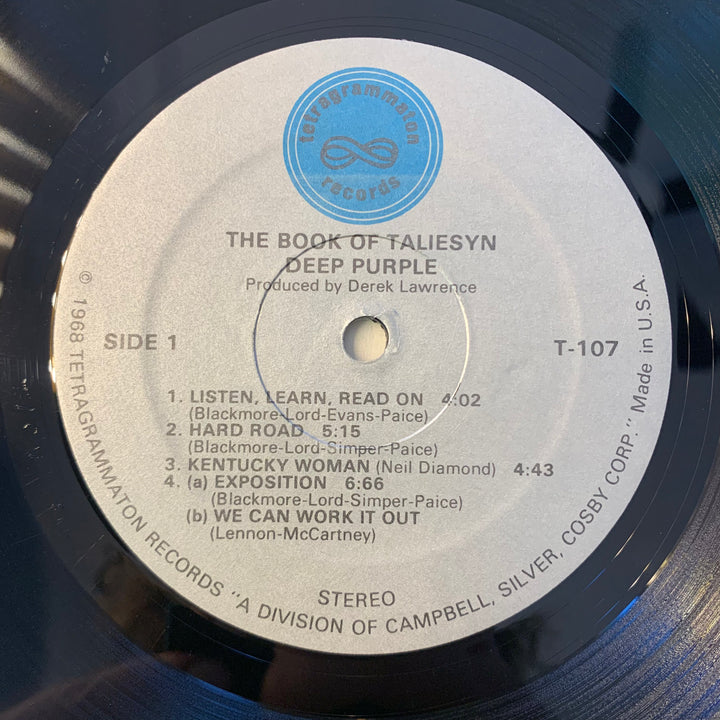 tetragrammaton
records
THE BOOK OF TALIESYN
DEEP PURPLE
Produced by Derek Lawrence
SIDE 1
T-107
1. LISTEN, LEARN, READ ON 4:02
(Blackmore-Lord-Evans-Paice)
2. HARD ROAD 5:15
(Blackmore-Lord-Simper-Paice)
3. KENTUCKY WOMAN (Neil Diamond) 4:43
4. (a) EXPOSITION 6:66
(Blackmore-Lord-Simper-Paice)
(b) WE CAN WORK IT OUT
(Lennon-McCartney)
STEREO
© 1968 TETRAGRAMMATON RECORDS "A DIVISION OF CAMPBELL, SILVER, COSBY CORP." Made in U.S.A.